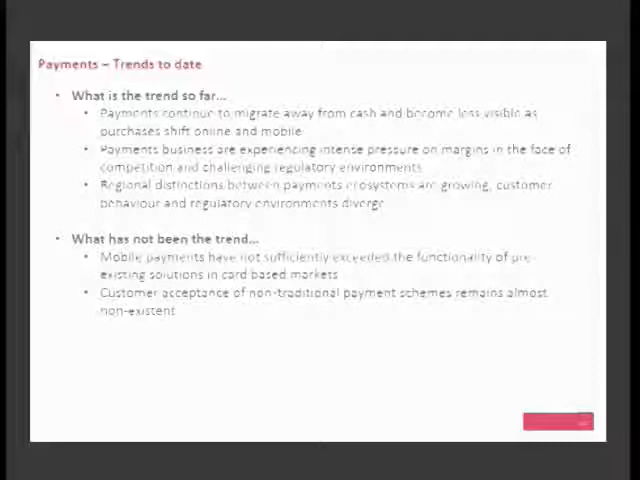 Payments – Trends to date
• What is the trend so far...
• Payments continue to migrate away from cash and become less visible as
purchases shift online and mobile
• Payments business are experiencing intense pressure on margins in the face of
competition and challenging regulatory environments
• Regional distinctions between payments ecosystems are growing, customer
behaviour and regulatory environments diverge
• What has not been the trend...
• Mobile payments have not sufficiently exceeded the functionality of pre-
existing solutions in card based markets
• Customer acceptance of non-traditional payment schemes remains almost
non-existent